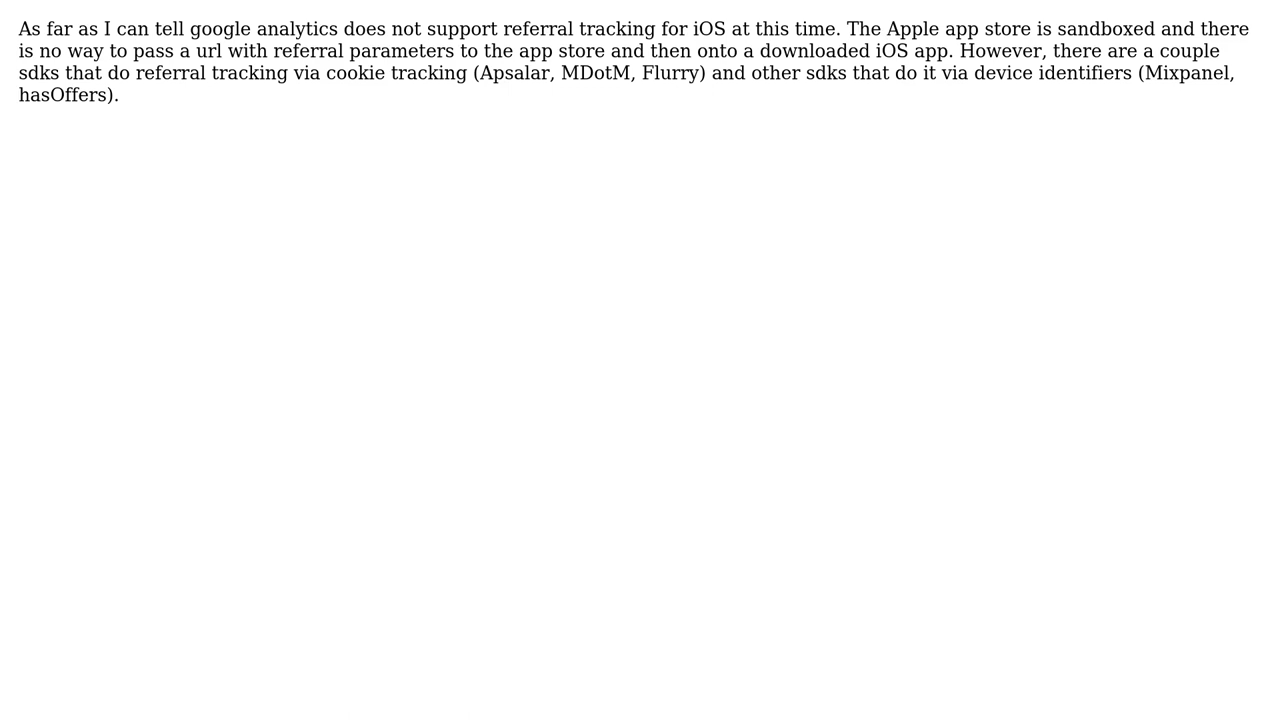 As far as I can tell google analytics does not support referral tracking for iOS at this time. The Apple app store is sandboxed and there
is no way to pass a url with referral parameters to the app store and then onto a downloaded iOS app. However, there are a couple
sdks that do referral tracking via cookie tracking (Apsalar, MDotM, Flurry) and other sdks that do it via device identifiers (Mixpanel,
hasOffers).